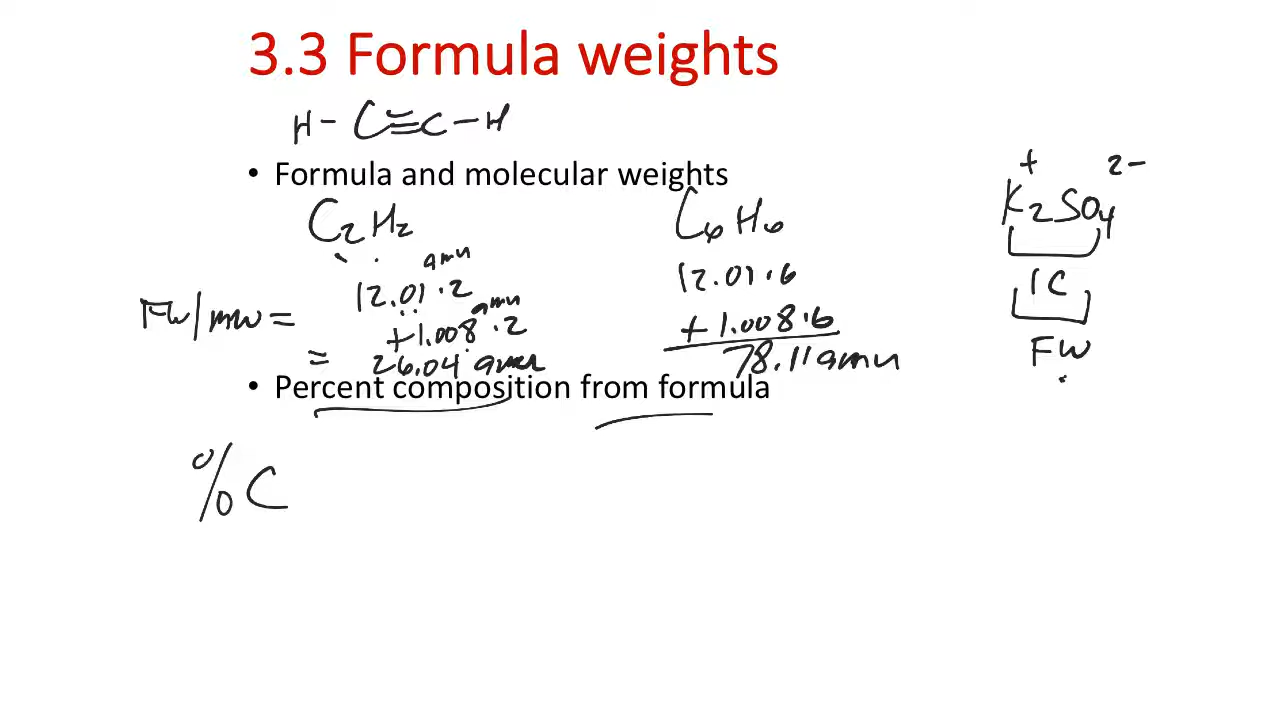 3.3 Formula weights
H - C≡C - H
• Formula and molecular weights
C2H2
12.01 · 2 amu
FW/MW = +1.008 · 2 amu
= 26.04 amu
C6H6
12.01 · 6
+ 1.008 · 6
78.11 amu
+ 2-
K2SO4
IC
FW
• Percent composition from formula
% C